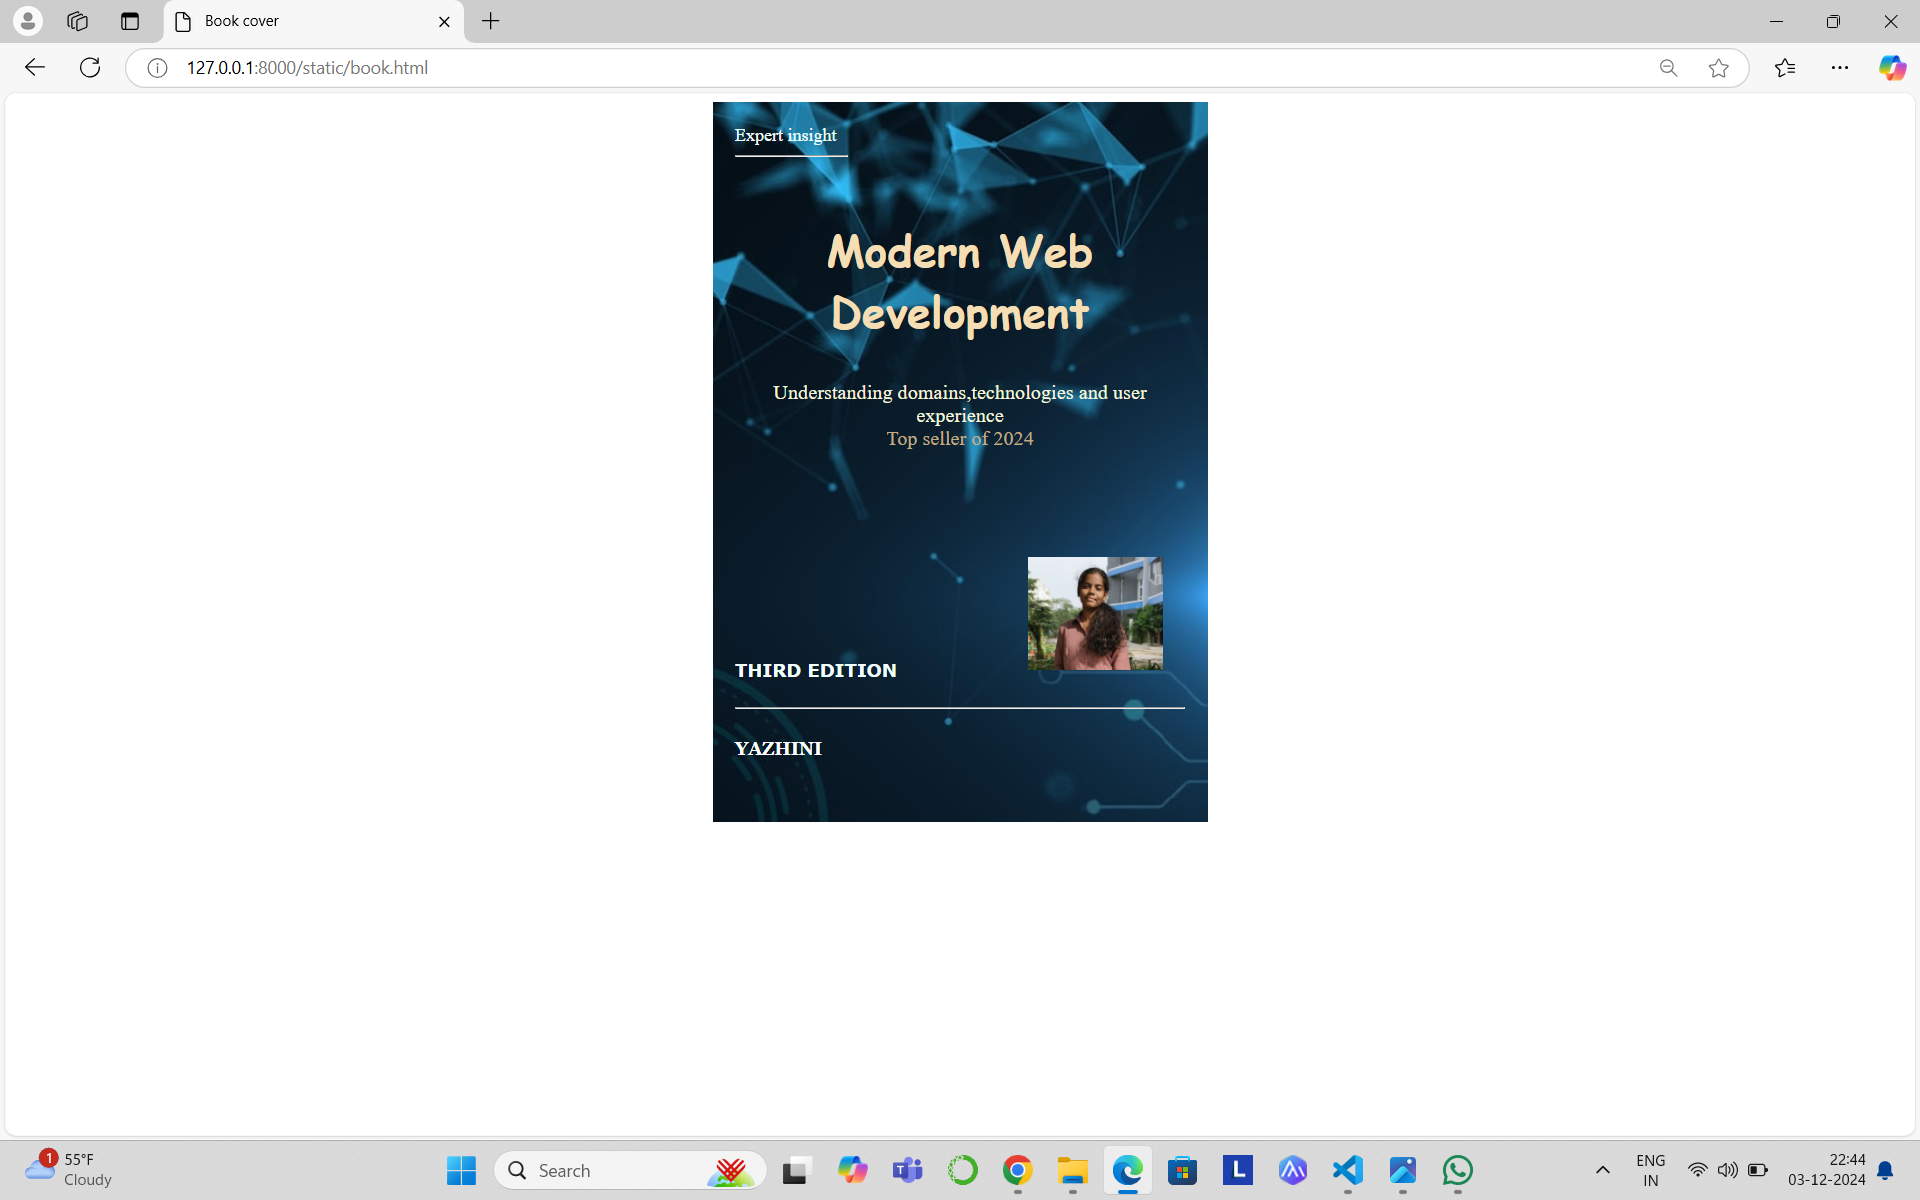 Book cover
127.0.0.1:8000/static/book.html
Expert insight
Modern Web
Development
Understanding domains,technologies and user
experience
Top seller of 2024
THIRD EDITION
YAZHINI
1
55°F
Cloudy
Search
T
L
ENG
IN
22:44
03-12-2024